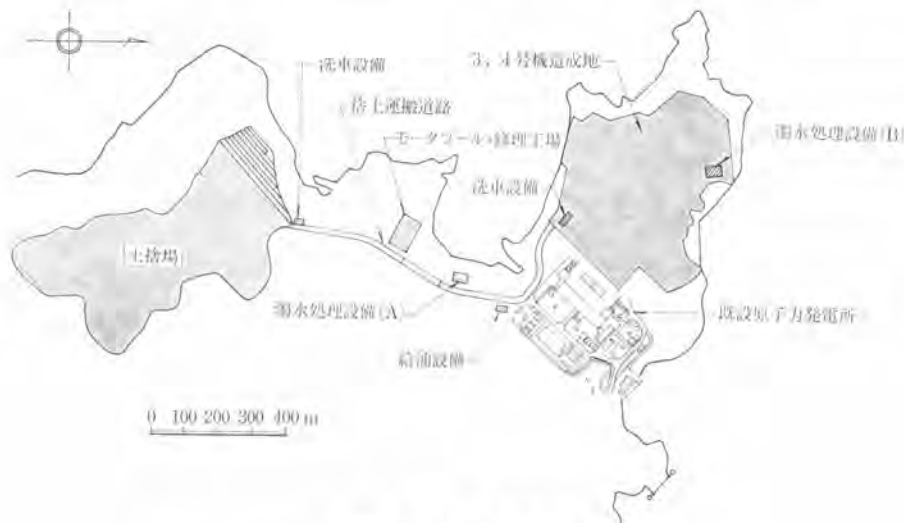 洗車設備
3，4号機造成地
捨土運搬道路
モータプール・修理工場
濁水処理設備(B)
洗車設備
土捨場
濁水処理設備(A)
既設原子力発電所
給油設備
0 100 200 300 400 m